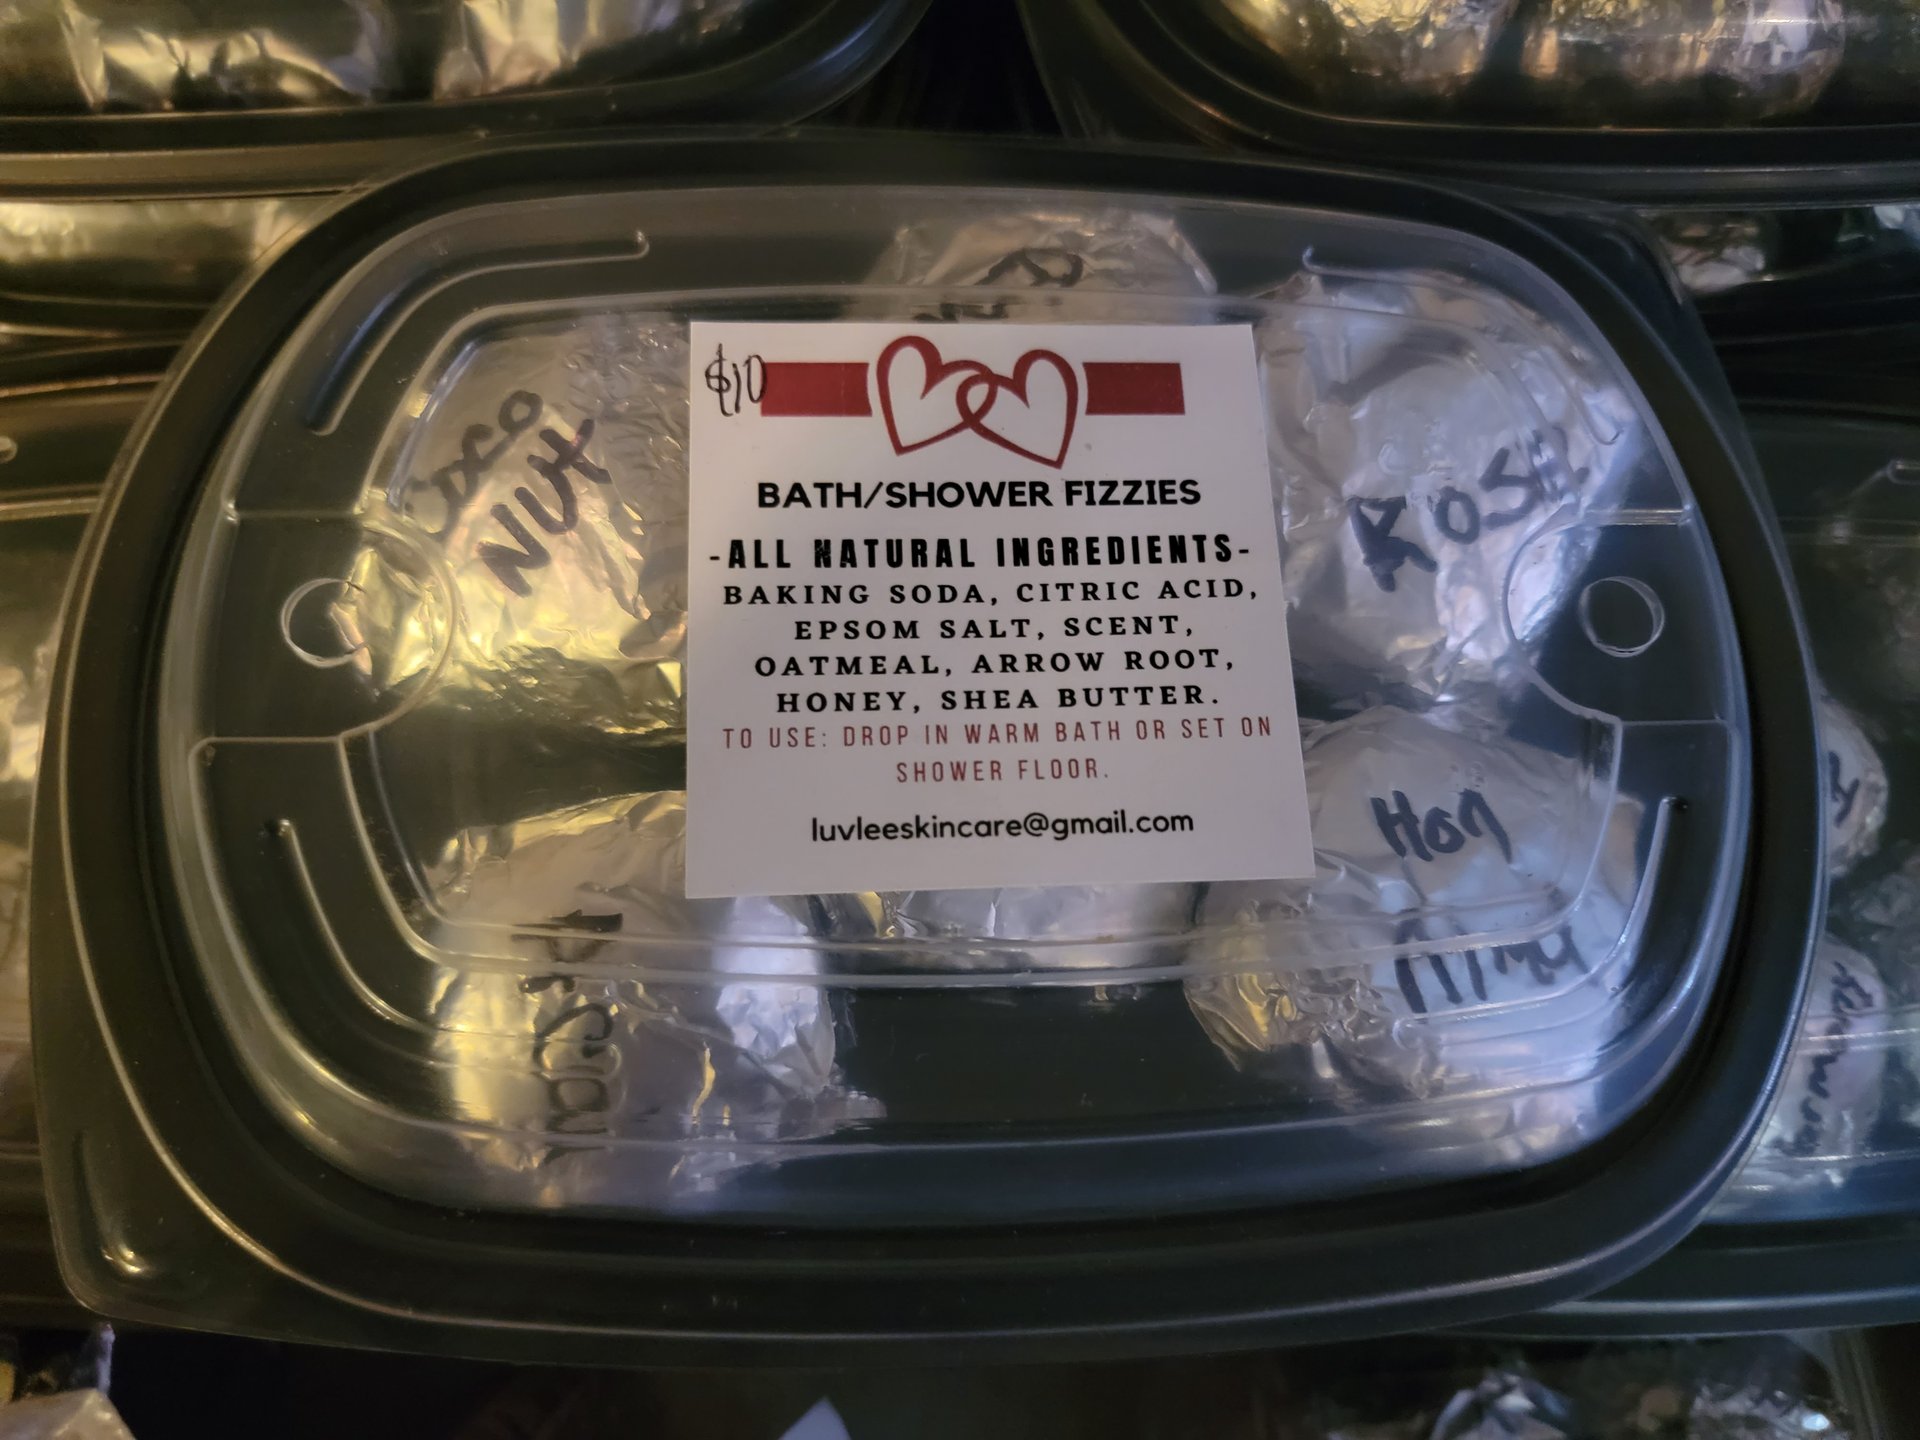 $10
BATH/SHOWER FIZZIES
-ALL NATURAL INGREDIENTS-
BAKING SODA, CITRIC ACID,
EPSOM SALT, SCENT,
OATMEAL, ARROW ROOT,
HONEY, SHEA BUTTER.
TO USE: DROP IN WARM BATH OR SET ON
SHOWER FLOOR.
luvleeskincare@gmail.com
COCO
NUT
ROSE
Hon